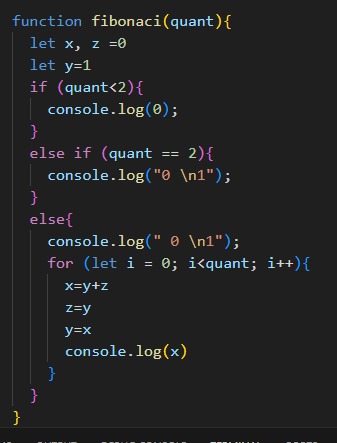 function fibonaci(quant){
let x, z =0
let y=1
if (quant<2){
console.log(0);
}
else if (quant == 2){
console.log("0 \n1");
}
else{
console.log(" 0 \n1");
for (let i = 0; i<quant; i++){
x=y+z
z=y
y=x
console.log(x)
}
}
}